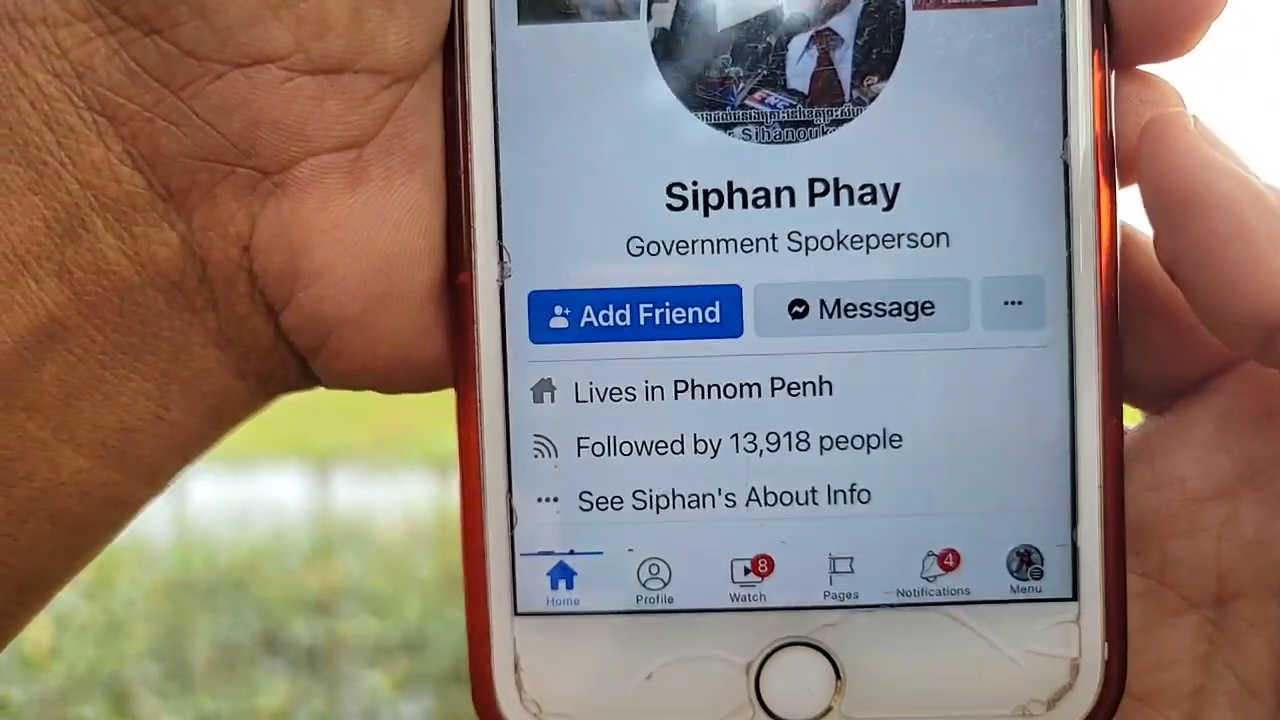 Sihanouk
Siphan Phay
Government Spokeperson
Add Friend
Message
Lives in Phnom Penh
Followed by 13,918 people
See Siphan's About Info
8
4
Home
Profile
Watch
Pages
Notifications
Menu